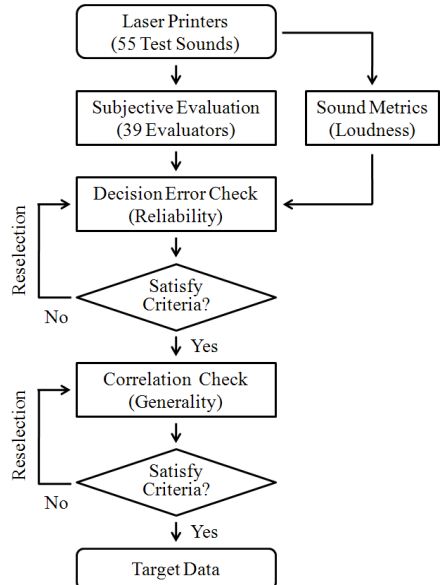 Laser Printers
(55 Test Sounds)
Subjective Evaluation
(39 Evaluators)
Sound Metrics
(Loudness)
Decision Error Check
(Reliability)
Reselection
Satisfy
Criteria?
No
Yes
Correlation Check
(Generality)
Reselection
Satisfy
Criteria?
No
Yes
Target Data